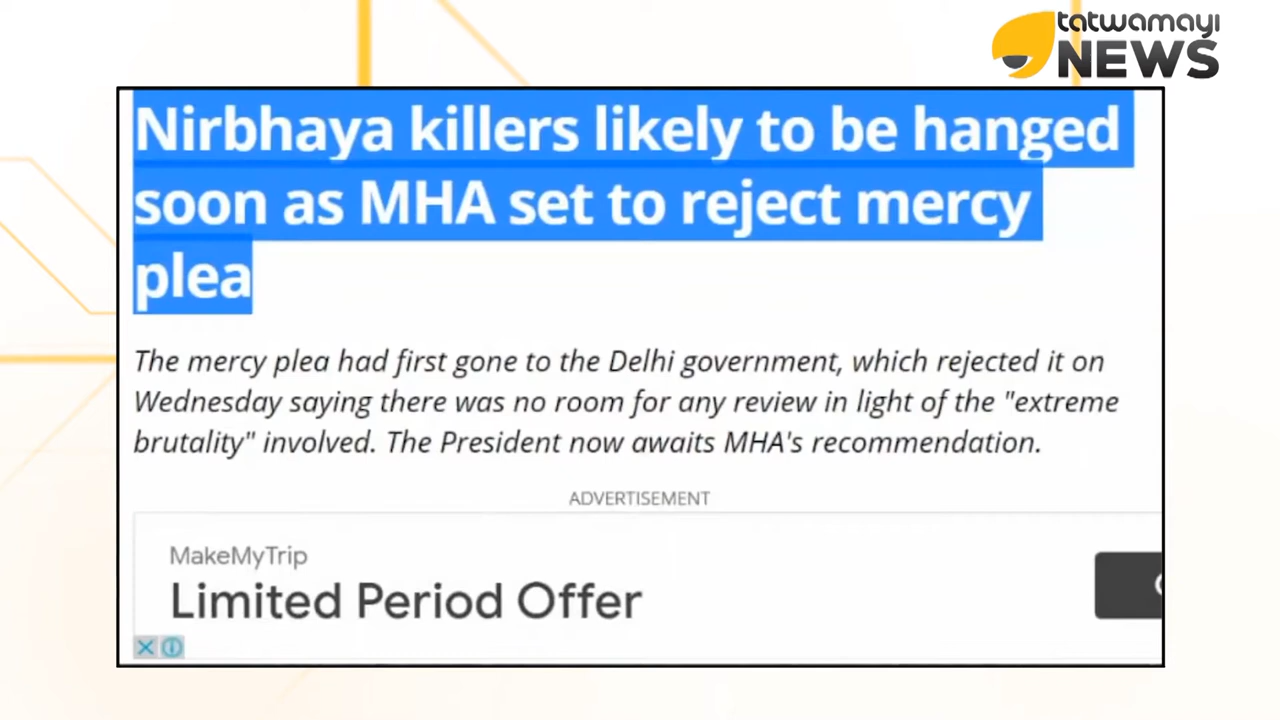 tatwamayi
NEWS
Nirbhaya killers likely to be hanged
soon as MHA set to reject mercy
plea
The mercy plea had first gone to the Delhi government, which rejected it on
Wednesday saying there was no room for any review in light of the "extreme
brutality" involved. The President now awaits MHA's recommendation.
ADVERTISEMENT
MakeMyTrip
Limited Period Offer